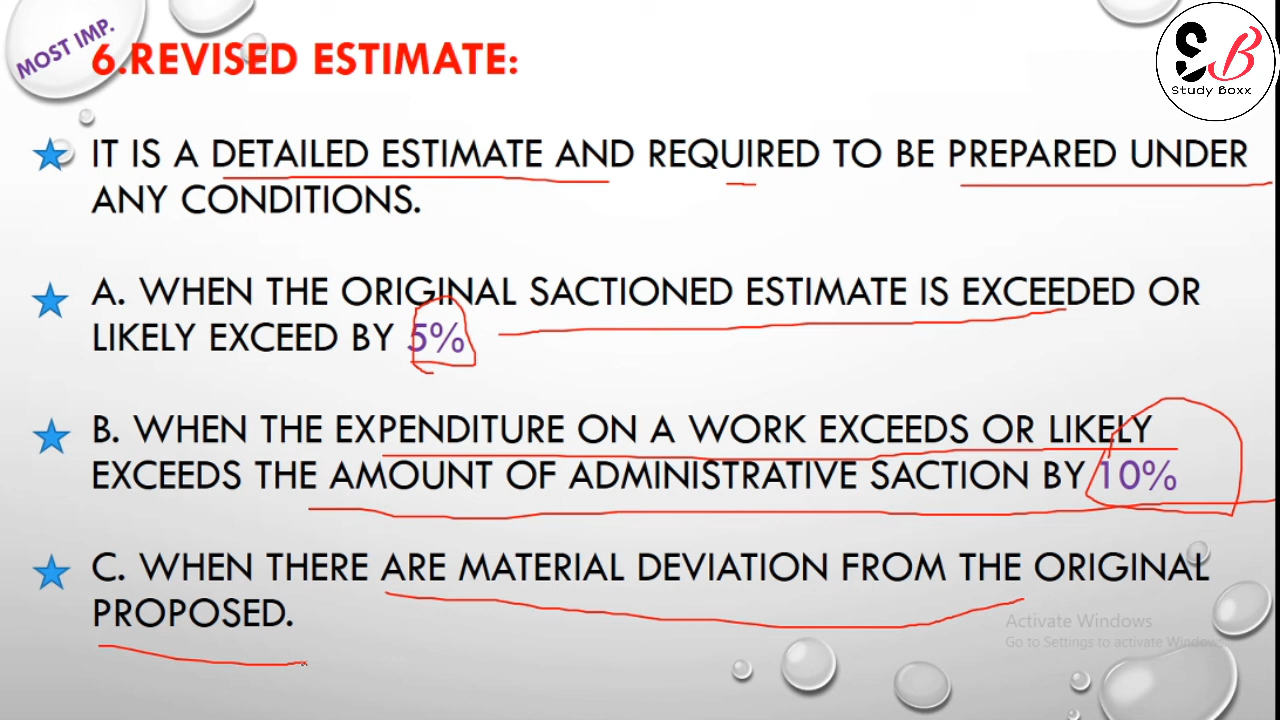 MOST IMP.
6.REVISED ESTIMATE:
SB
Study Boxx
IT IS A DETAILED ESTIMATE AND REQUIRED TO BE PREPARED UNDER
ANY CONDITIONS.
A. WHEN THE ORIGINAL SACTIONED ESTIMATE IS EXCEEDED OR
LIKELY EXCEED BY 5%
B. WHEN THE EXPENDITURE ON A WORK EXCEEDS OR LIKELY
EXCEEDS THE AMOUNT OF ADMINISTRATIVE SACTION BY 10%
C. WHEN THERE ARE MATERIAL DEVIATION FROM THE ORIGINAL
PROPOSED.
Activate Windows
Go to Settings to activate Windows.